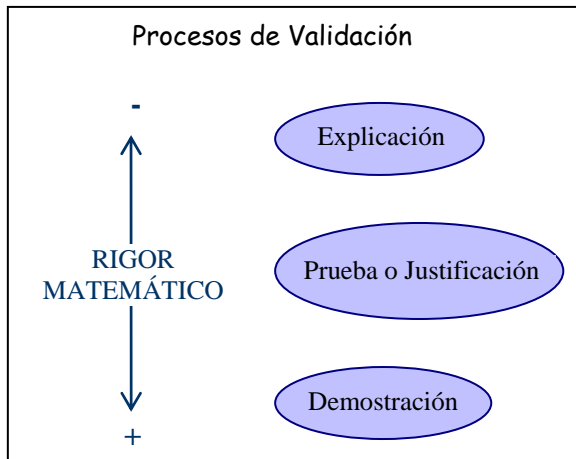 Procesos de Validación
-
Explicación
RIGOR
MATEMÁTICO
Prueba o Justificación
Demostración
+